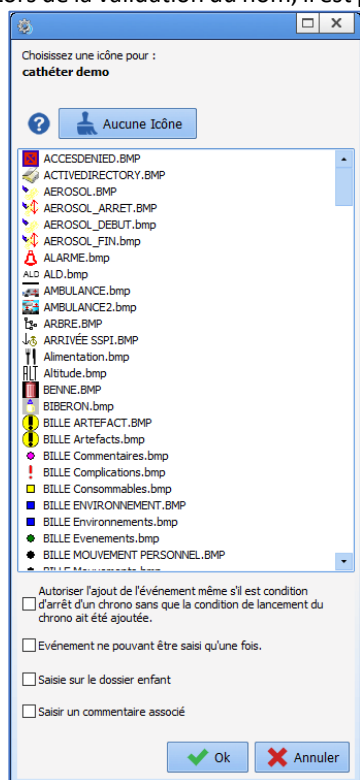 Choisissez une icône pour :
cathéter demo
Aucune Icône
ACCESDENIED.BMP
ACTIVEDIRECTORY.BMP
AEROSOL.BMP
AEROSOL_ARRET.BMP
AEROSOL_DEBUT.BMP
AEROSOL_FIN.BMP
ALARME.bmp
ALD ALD.bmp
AMBULANCE.bmp
AMBULANCE2.bmp
ARBRE.BMP
ARRIVÉE SSPI.BMP
Alimentation.bmp
ALT Altitude.bmp
BENNE.BMP
BIBERON.bmp
BILLE ARTEFACT.BMP
BILLE Artefacts.bmp
BILLE Commentaires.bmp
BILLE Complications.bmp
BILLE Consommables.bmp
BILLE ENVIRONNEMENT.BMP
BILLE Environnements.bmp
BILLE Evenements.bmp
BILLE MOUVEMENT PERSONNEL.BMP
BILLE Mouvements.bmp
Autoriser l'ajout de l'événement même s'il est condition
d'arrêt d'un chrono sans que la condition de lancement du
chrono ait été ajoutée.
Evénement ne pouvant être saisi qu'une fois.
Saisie sur le dossier enfant
Saisir un commentaire associé
Ok
Annuler